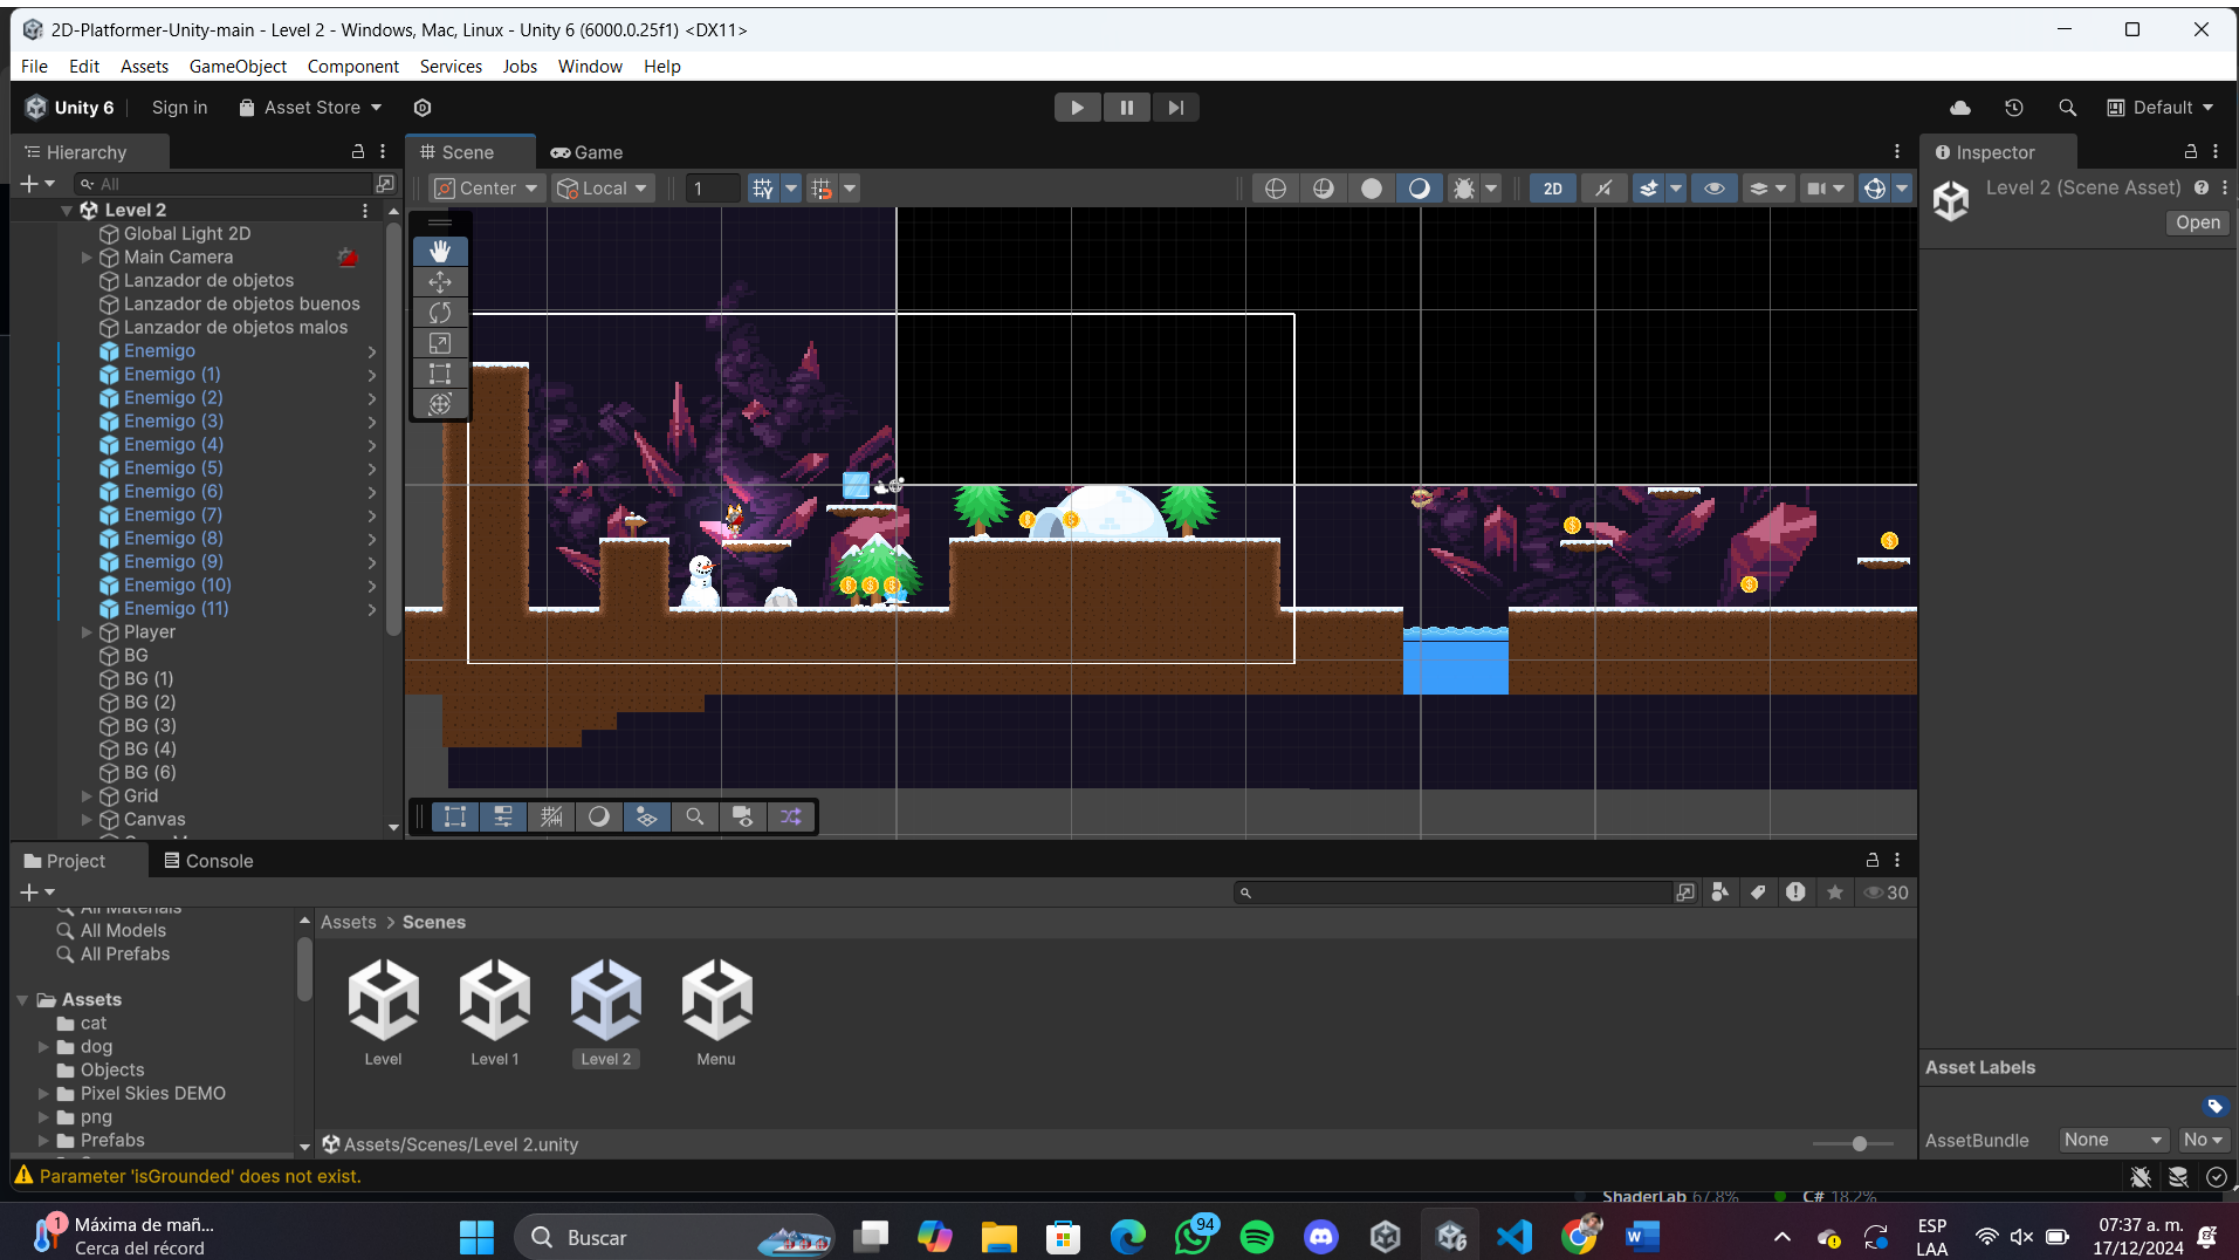 2D-Platformer-Unity-main - Level 2 - Windows, Mac, Linux - Unity 6 (6000.0.25f1) <DX11>
File Edit Assets GameObject Component Services Jobs Window Help
Unity 6 Sign in Asset Store Default
Hierarchy Scene Game Inspector
All Center Local 1 2D Level 2 (Scene Asset)
Open
Level 2
Global Light 2D
Main Camera
Lanzador de objetos
Lanzador de objetos buenos
Lanzador de objetos malos
Enemigo
Enemigo (1)
Enemigo (2)
Enemigo (3)
Enemigo (4)
Enemigo (5)
Enemigo (6)
Enemigo (7)
Enemigo (8)
Enemigo (9)
Enemigo (10)
Enemigo (11)
Player
BG
BG (1)
BG (2)
BG (3)
BG (4)
BG (6)
Grid
Canvas
Project Console
30
All Materials
All Models
All Prefabs
Assets
cat
dog
Objects
Pixel Skies DEMO
png
Prefabs
Assets > Scenes
Level Level 1 Level 2 Menu
Assets/Scenes/Level 2.unity
Asset Labels
AssetBundle None No
Parameter 'isGrounded' does not exist.
ShaderLab 67.8% C# 18.2%
1 Máxima de mañ...
Cerca del récord
Buscar
94
ESP
LAA
07:37 a. m.
17/12/2024